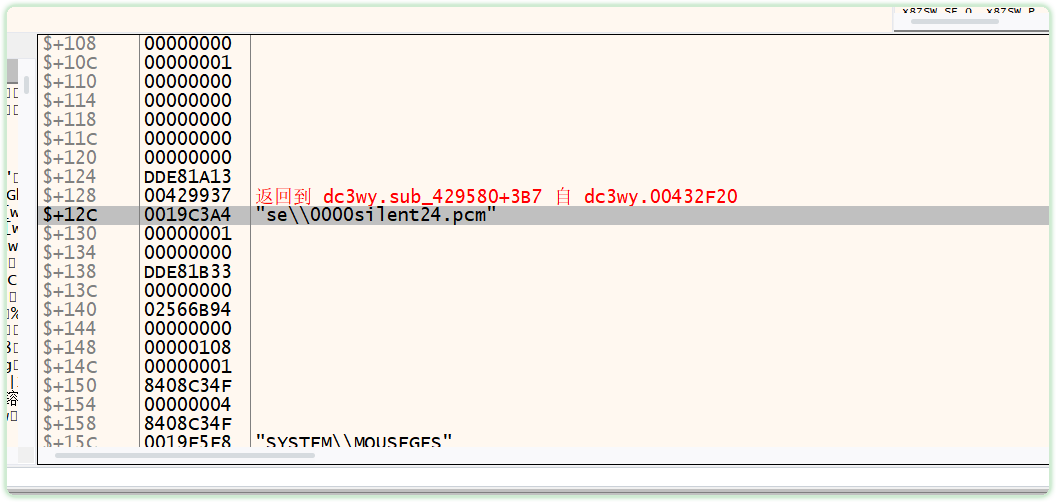 x87SW_SF 0  x87SW_P
$+108 00000000
$+10C 00000001
$+110 00000000
$+114 00000000
$+118 00000000
$+11C 00000000
$+120 00000000
$+124 DDE81A13
$+128 00429937 返回到 dc3wy.sub_429580+3B7 自 dc3wy.00432F20
$+12C 0019C3A4 "se\\0000silent24.pcm"
$+130 00000001
$+134 00000000
$+138 DDE81B33
$+13C 00000000
$+140 02566B94
$+144 00000000
$+148 00000108
$+14C 00000001
$+150 8408C34F
$+154 00000004
$+158 8408C34F
$+15C 0019F5F8 "SYSTEM\\MOUSEGES"